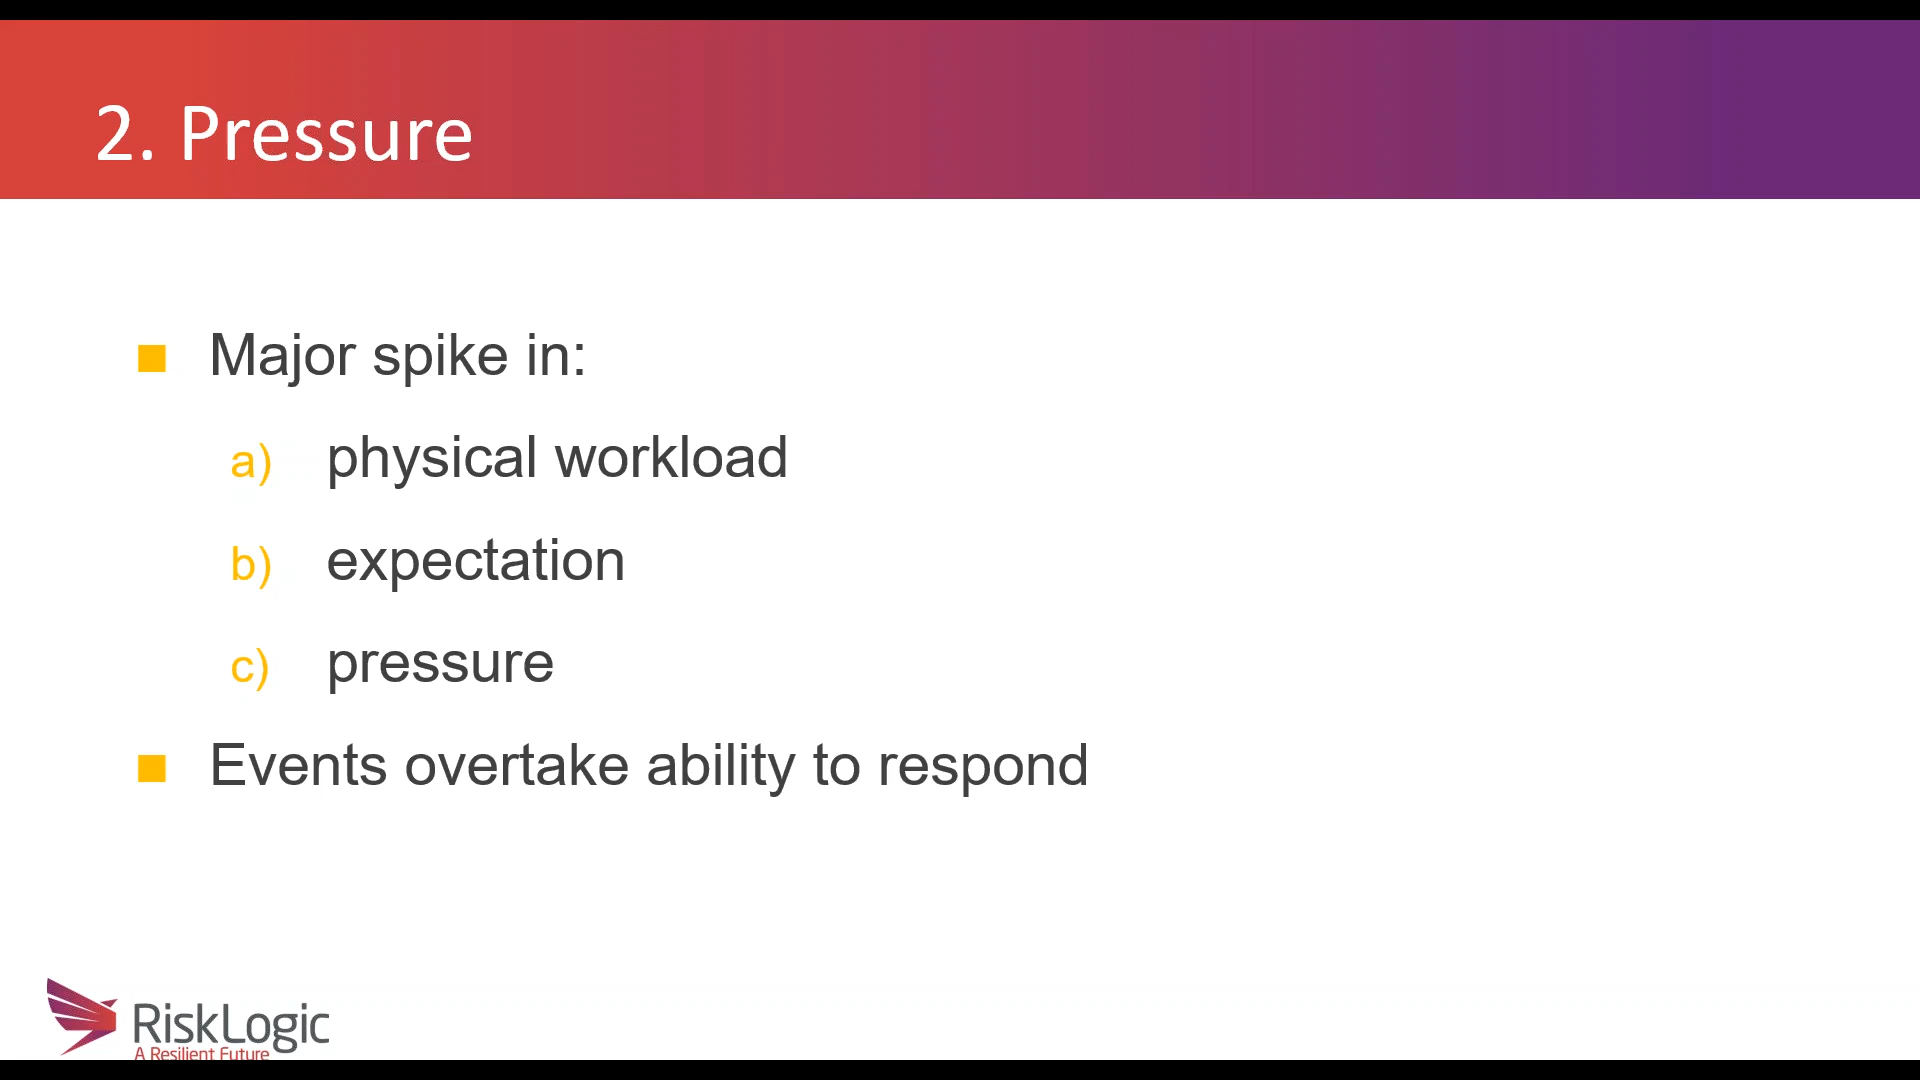 2. Pressure
Major spike in:
a) physical workload
b) expectation
c) pressure
Events overtake ability to respond
RiskLogic
A Resilient Future